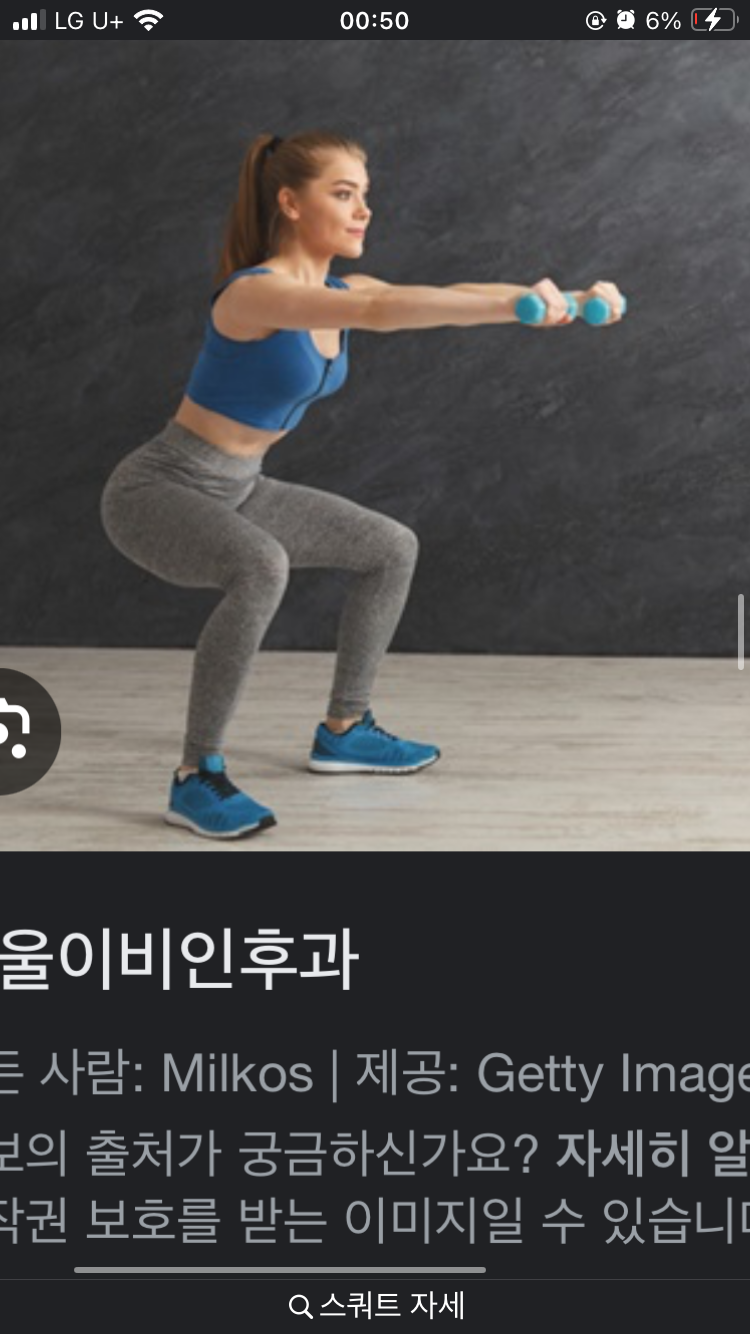 LG U+ 00:50 6%
울이비인후과
든 사람: Milkos | 제공: Getty Image
보의 출처가 궁금하신가요? 자세히 알
작권 보호를 받는 이미지일 수 있습니다
스쿼트 자세